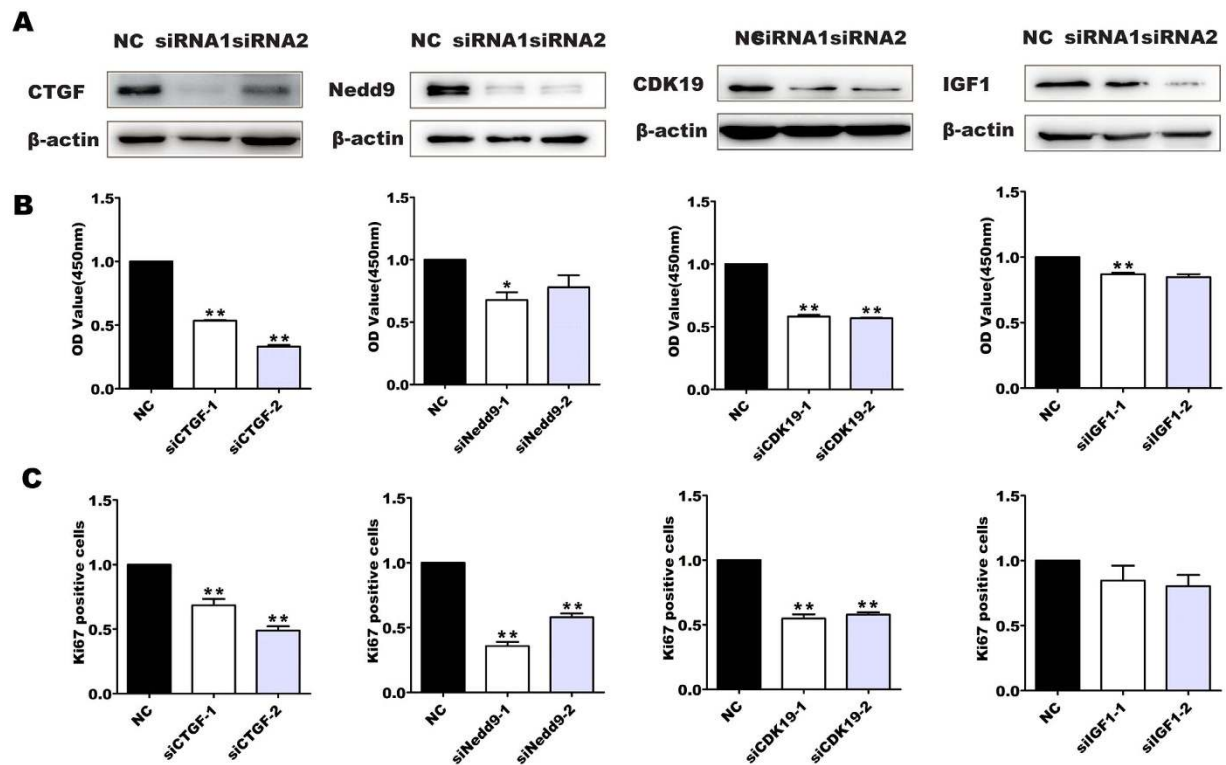 A
NC siRNA1siRNA2
CTGF
β-actin
NC siRNA1siRNA2
Nedd9
NCsiRNA1siRNA2
CDK19
β-actin
NC siRNA1siRNA2
IGF1
β-actin
B
OD Value(450nm)
1.5
1.0
0.5
0.0
**
**
NC
siCTGF-1
siCTGF-2
OD Value(450nm)
1.5
1.0
0.5
0.0
*
NC
siNedd9-1
siNedd9-2
OD Value(450nm)
1.5
1.0
0.5
0.0
**
**
NC
siCDK19-1
siCDK19-2
OD Value(450nm)
1.5
1.0
0.5
0.0
**
NC
siIGF1-1
siIGF1-2
C
Ki67 positive cells
1.5
1.0
0.5
0.0
**
**
NC
siCTGF-1
siCTGF-2
Ki67 positive cells
1.5
1.0
0.5
0.0
**
**
NC
siNedd9-1
siNedd9-2
Ki67 positive cells
1.5
1.0
0.5
0.0
**
**
NC
siCDK19-1
siCDK19-2
Ki67 positive cells
1.5
1.0
0.5
0.0
NC
siIGF1-1
siIGF1-2